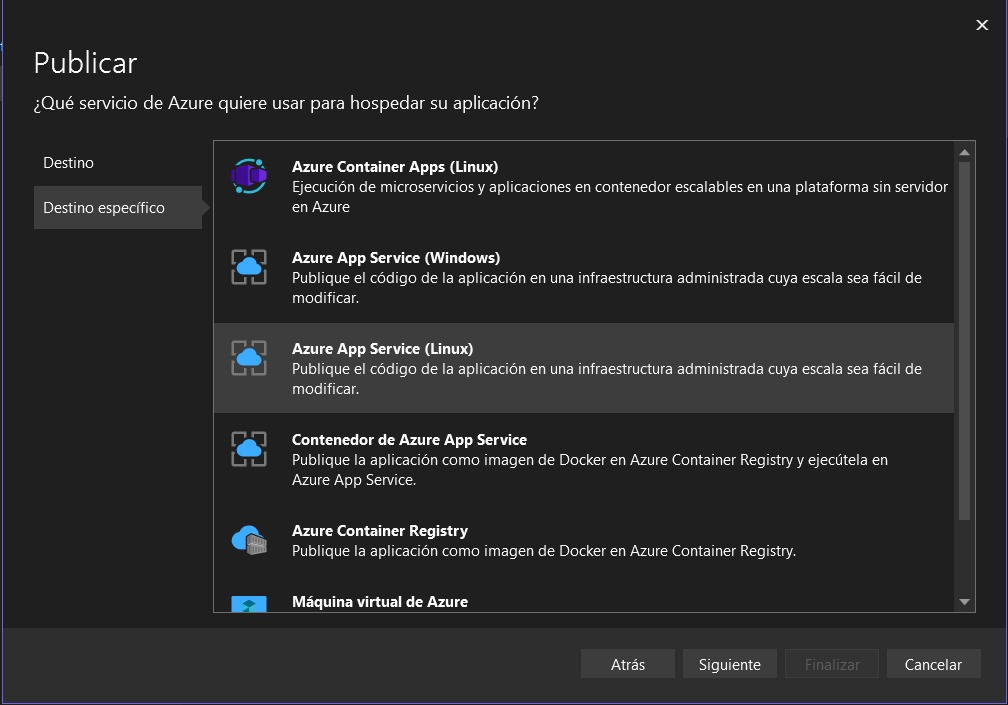 Publicar
¿Qué servicio de Azure quiere usar para hospedar su aplicación?
Destino
Destino específico
Azure Container Apps (Linux)
Ejecución de microservicios y aplicaciones en contenedor escalables en una plataforma sin servidor
en Azure
Azure App Service (Windows)
Publique el código de la aplicación en una infraestructura administrada cuya escala sea fácil de
modificar.
Azure App Service (Linux)
Publique el código de la aplicación en una infraestructura administrada cuya escala sea fácil de
modificar.
Contenedor de Azure App Service
Publique la aplicación como imagen de Docker en Azure Container Registry y ejecútela en
Azure App Service.
Azure Container Registry
Publique la aplicación como imagen de Docker en Azure Container Registry.
Máquina virtual de Azure
Atrás
Siguiente
Finalizar
Cancelar